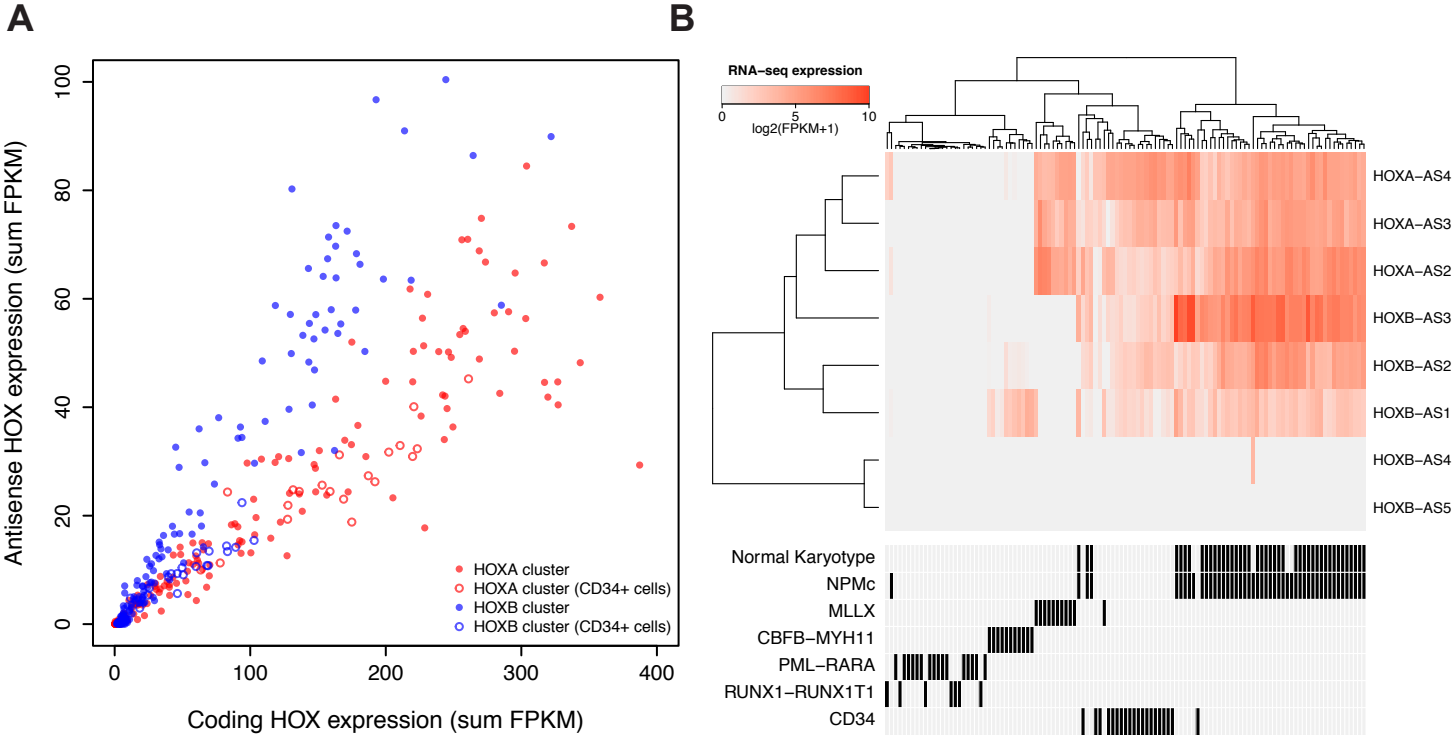 A
B
Antisense HOX expression (sum FPKM)
100
80
60
40
20
0
0
100
200
300
400
Coding HOX expression (sum FPKM)
HOXA cluster
HOXA cluster (CD34+ cells)
HOXB cluster
HOXB cluster (CD34+ cells)
RNA−seq expression
0
5
10
log2(FPKM+1)
HOXA−AS4
HOXA−AS3
HOXA−AS2
HOXB−AS3
HOXB−AS2
HOXB−AS1
HOXB−AS4
HOXB−AS5
Normal Karyotype
NPMc
MLLX
CBFB−MYH11
PML−RARA
RUNX1−RUNX1T1
CD34